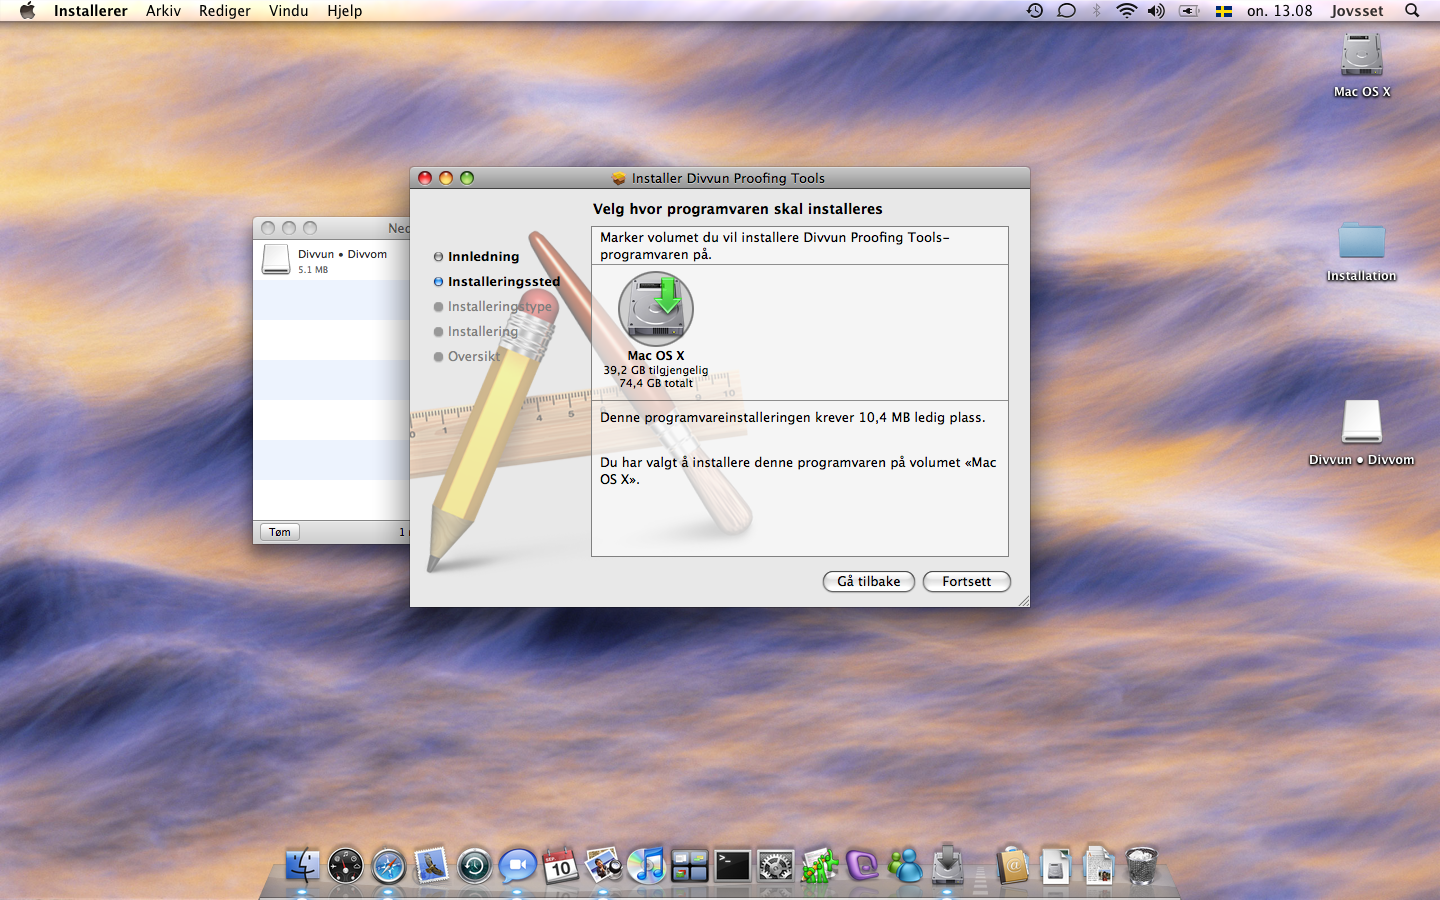 Installerer Arkiv Rediger Vindu Hjelp
on. 13.08 Jovsset
Mac OS X
Installation
Divvun • Divvom
Divvun • Divvom
5.1 MB
Tøm
Installer Divvun Proofing Tools
Innledning
Installeringssted
Installeringstype
Installering
Oversikt
Velg hvor programvaren skal installeres
Marker volumet du vil installere Divvun Proofing Tools-
programvaren på.
Mac OS X
39,2 GB tilgjengelig
74,4 GB totalt
Denne programvareinstalleringen krever 10,4 MB ledig plass.
Du har valgt å installere denne programvaren på volumet «Mac
OS X».
Gå tilbake Fortsett
SEP.
10